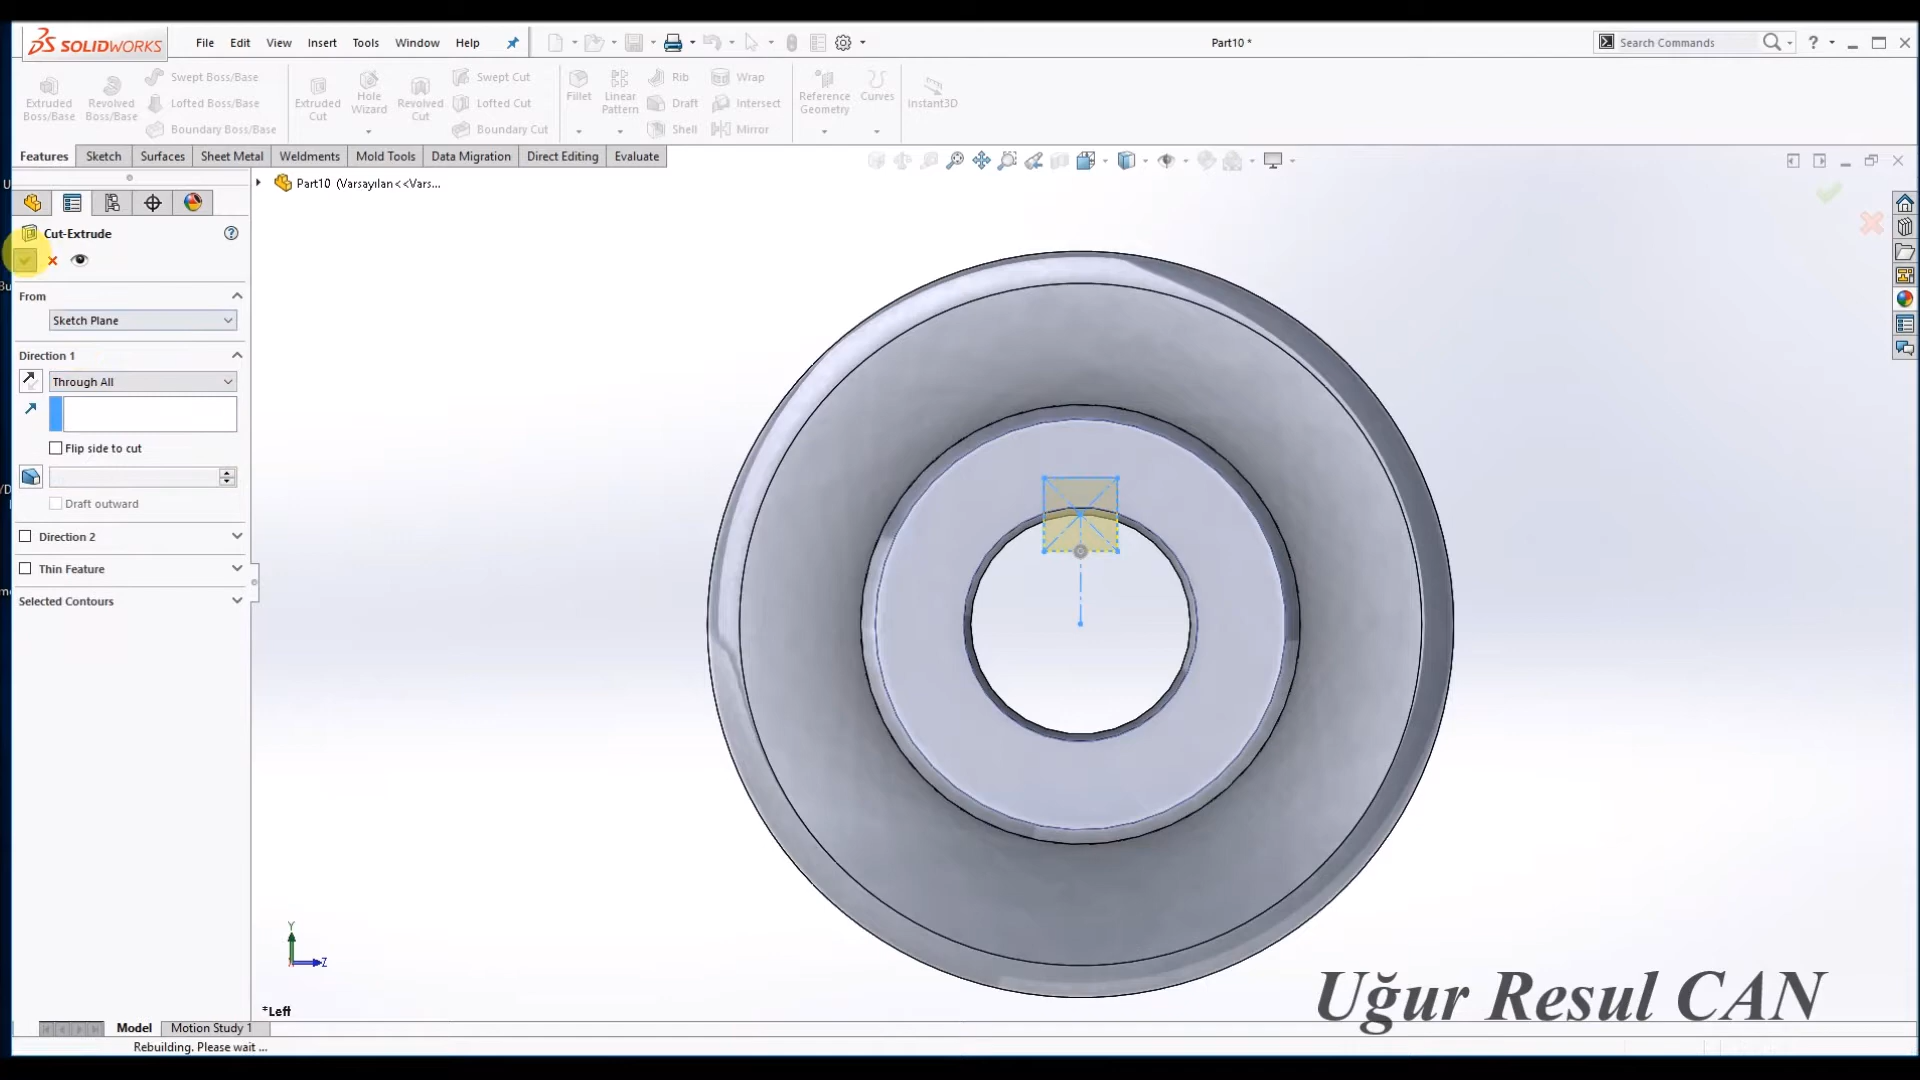 SOLIDWORKS File Edit View Insert Tools Window Help Part10 * Search Commands ?
Extruded Boss/Base Revolved Boss/Base Swept Boss/Base Lofted Boss/Base Boundary Boss/Base Extruded Cut Hole Wizard Revolved Cut Swept Cut Lofted Cut Boundary Cut Fillet Linear Pattern Rib Draft Shell Wrap Intersect Mirror Reference Geometry Curves Instant3D
Features Sketch Surfaces Sheet Metal Weldments Mold Tools Data Migration Direct Editing Evaluate
Part10 (Varsayılan<<Vars...
Cut-Extrude
From
Sketch Plane
Direction 1
Through All
Flip side to cut
Draft outward
Direction 2
Thin Feature
Selected Contours
Y
Z
*Left
Uğur Resul CAN
Model Motion Study 1
Rebuilding. Please wait ...